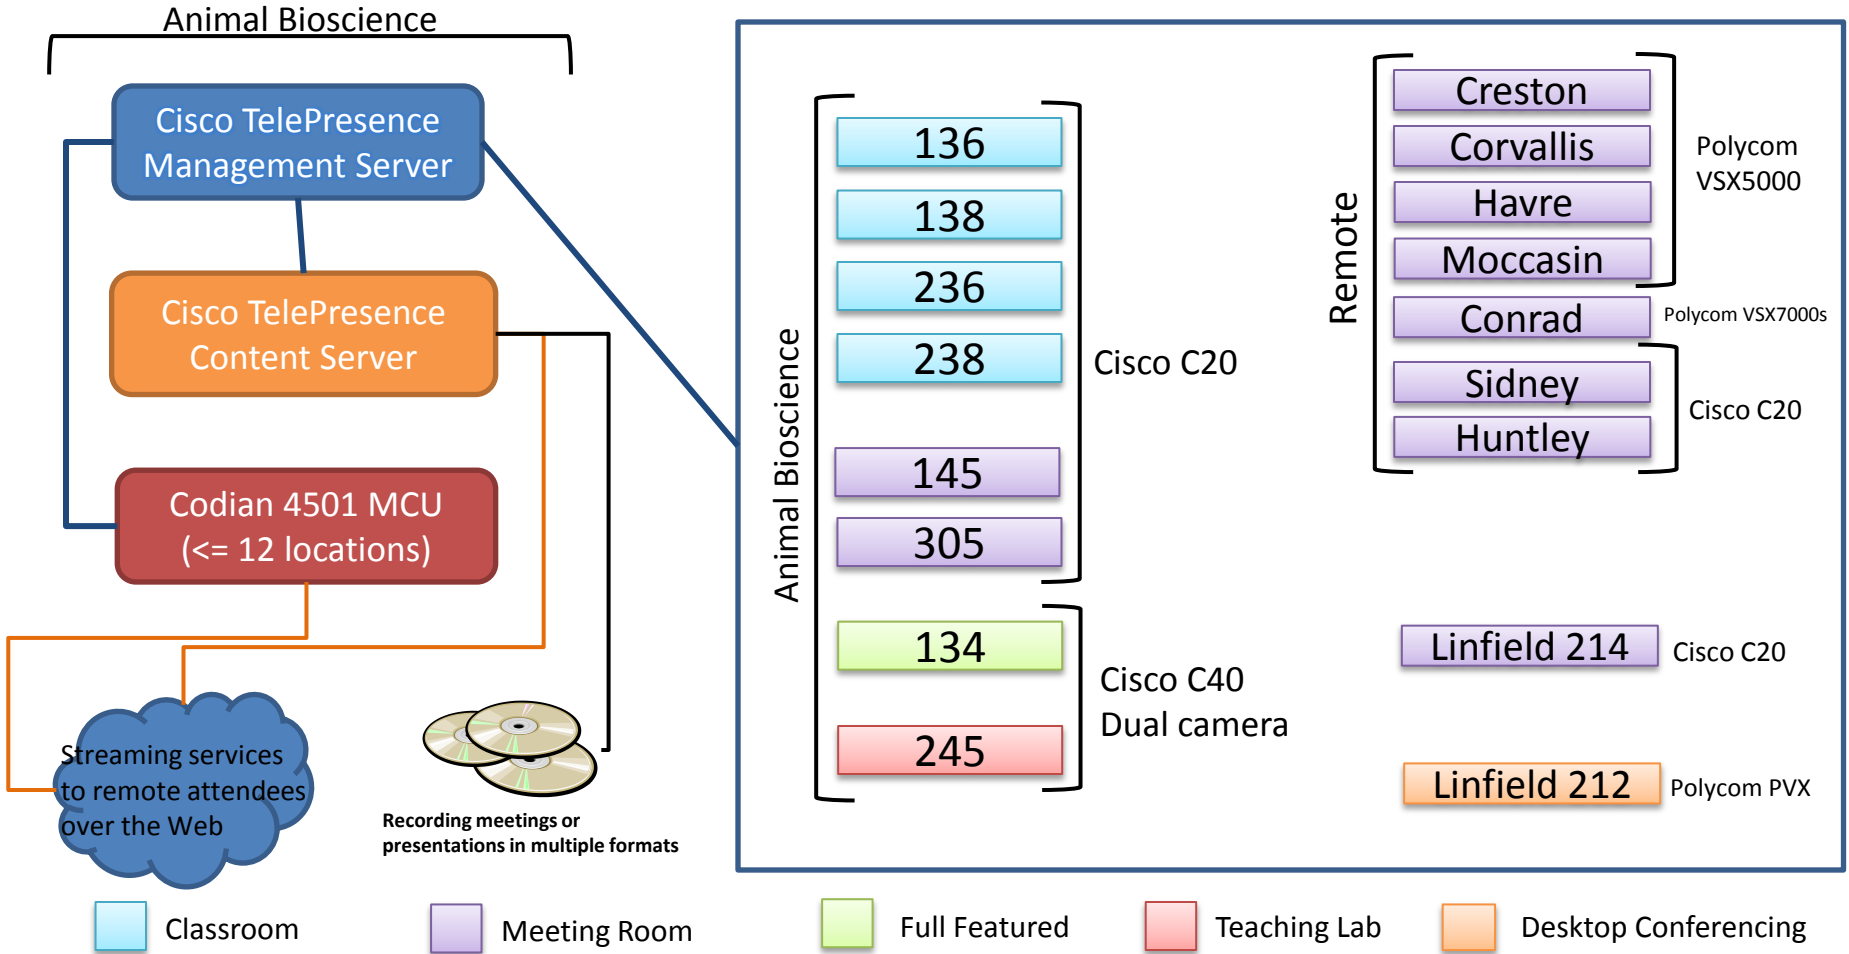 Animal Bioscience
Cisco TelePresence
Management Server
Cisco TelePresence
Content Server
Codian 4501 MCU
(<= 12 locations)
Streaming services
to remote attendees
over the Web
Recording meetings or
presentations in multiple formats
Animal Bioscience
136
138
236
238
145
305
Cisco C20
134
245
Cisco C40
Dual camera
Remote
Creston
Corvallis
Havre
Moccasin
Polycom
VSX5000
Conrad
Polycom VSX7000s
Sidney
Huntley
Cisco C20
Linfield 214
Cisco C20
Linfield 212
Polycom PVX
Classroom
Meeting Room
Full Featured
Teaching Lab
Desktop Conferencing